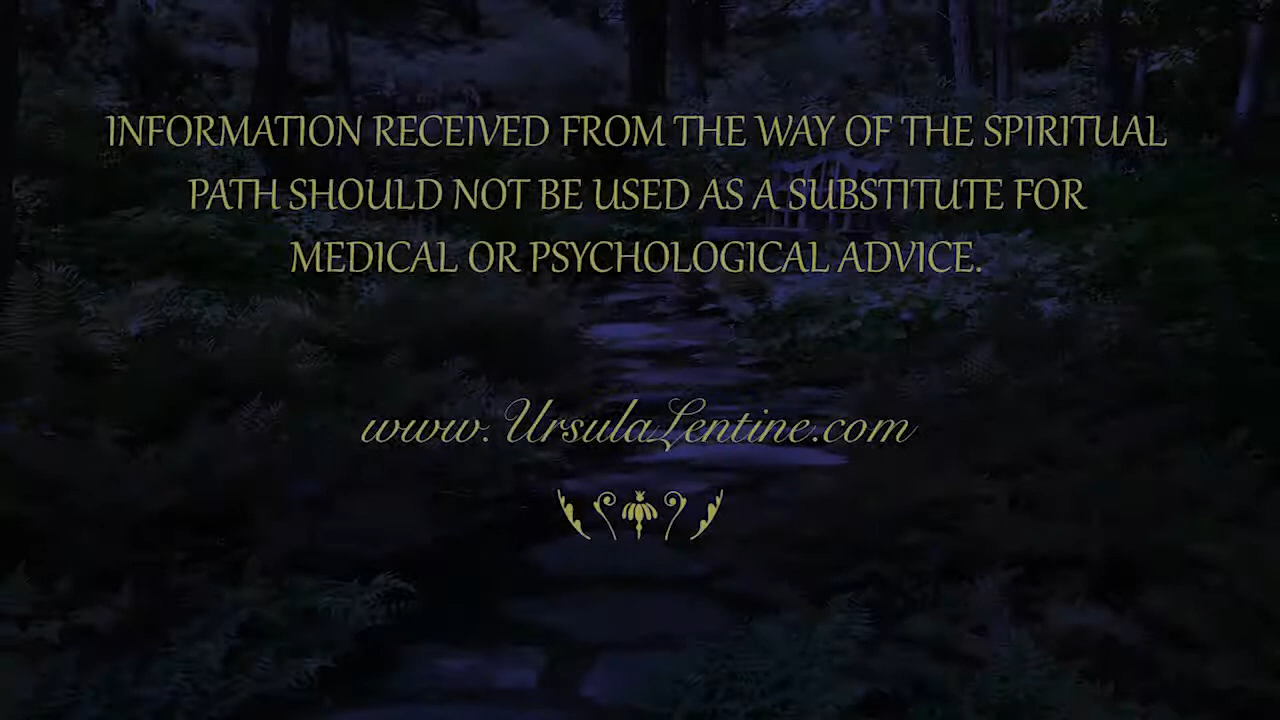 INFORMATION RECEIVED FROM THE WAY OF THE SPIRITUAL
PATH SHOULD NOT BE USED AS A SUBSTITUTE FOR
MEDICAL OR PSYCHOLOGICAL ADVICE.
www.UrsulaLentine.com